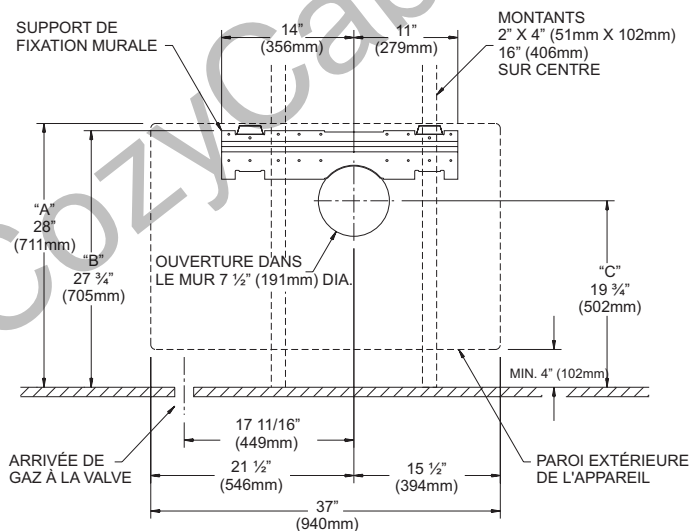 SUPPORT DE
FIXATION MURALE
14”
(356mm)
11”
(279mm)
MONTANTS
2” X 4” (51mm X 102mm)
16” (406mm)
SUR CENTRE
“A”
28”
(711mm)
“B”
27 ¾”
(705mm)
OUVERTURE DANS
LE MUR 7 ½” (191mm) DIA.
“C”
19 ¾”
(502mm)
MIN. 4” (102mm)
17 11/16”
(449mm)
ARRIVÉE DE
GAZ À LA VALVE
21 ½”
(546mm)
15 ½”
(394mm)
PAROI EXTÉRIEURE
DE L'APPAREIL
37”
(940mm)
CozyCab